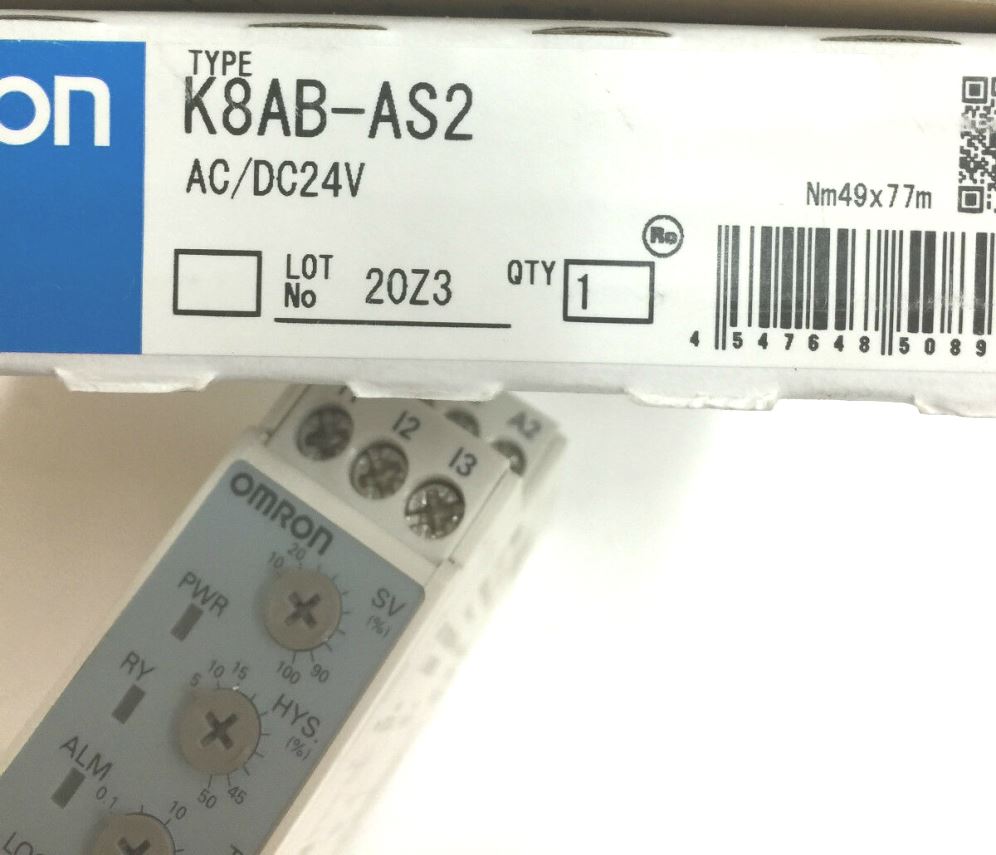 on
TYPE
K8AB-AS2
AC/DC24V
Nm49x77m
LOT No 20Z3
QTY 1
4 547648 5089
A2
I2
I3
OMRON
10 20
SV
(%)
PWR
100 90
RY
5 10 15
HYS.
(%)
ALM
50 45
0.1 10